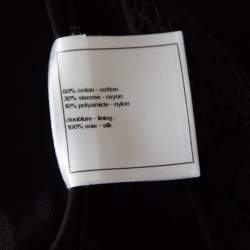 60% coton - cotton
30% viscose - rayon
10% polyamide - nylon
doublure - lining :
100% soie - silk